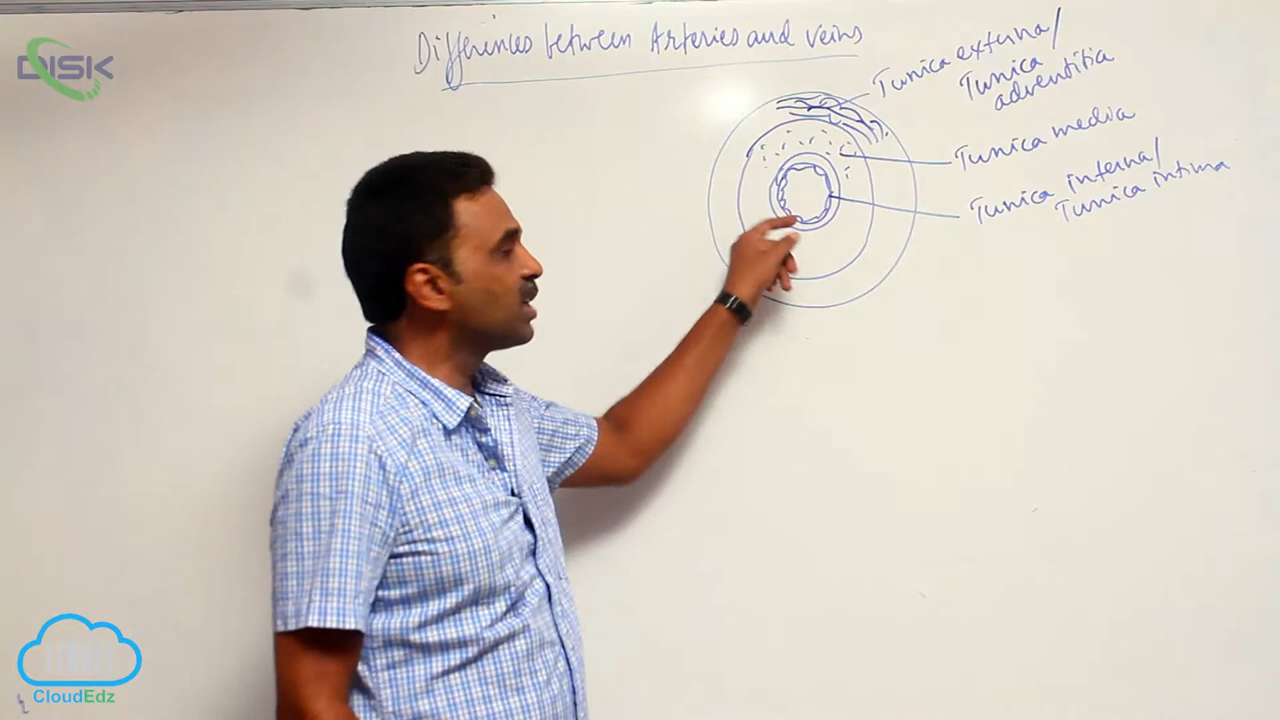 DISK
Differences between Arteries and veins
Tunica externa/
Tunica
adventitia
Tunica media
Tunica interna/
Tunica intima
CloudEdz